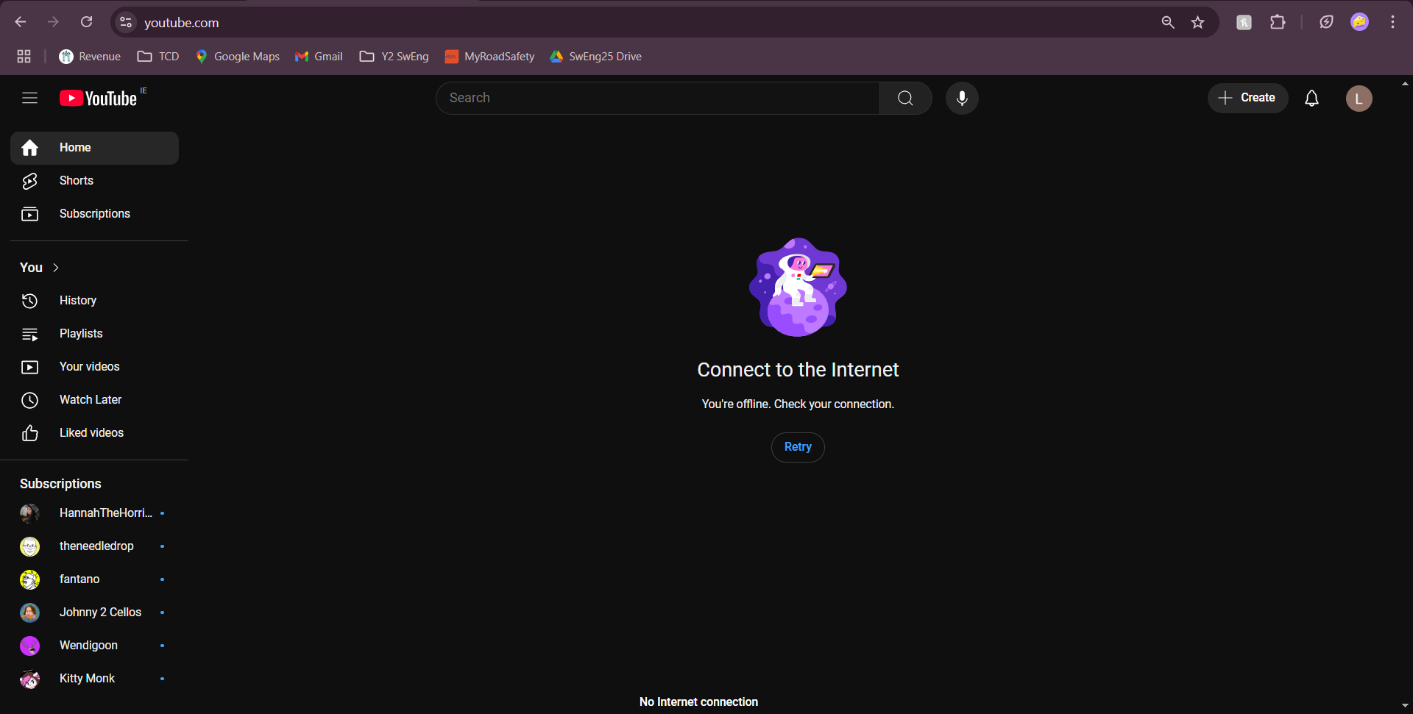 youtube.com
Revenue TCD Google Maps Gmail Y2 SwEng MyRoadSafety SwEng25 Drive
YouTube IE Search Create L
Home
Shorts
Subscriptions
You
History
Playlists
Your videos
Watch Later
Liked videos
Subscriptions
HannahTheHorri...
theneedledrop
fantano
Johnny 2 Cellos
Wendigoon
Kitty Monk
Connect to the Internet
You're offline. Check your connection.
Retry
No Internet connection